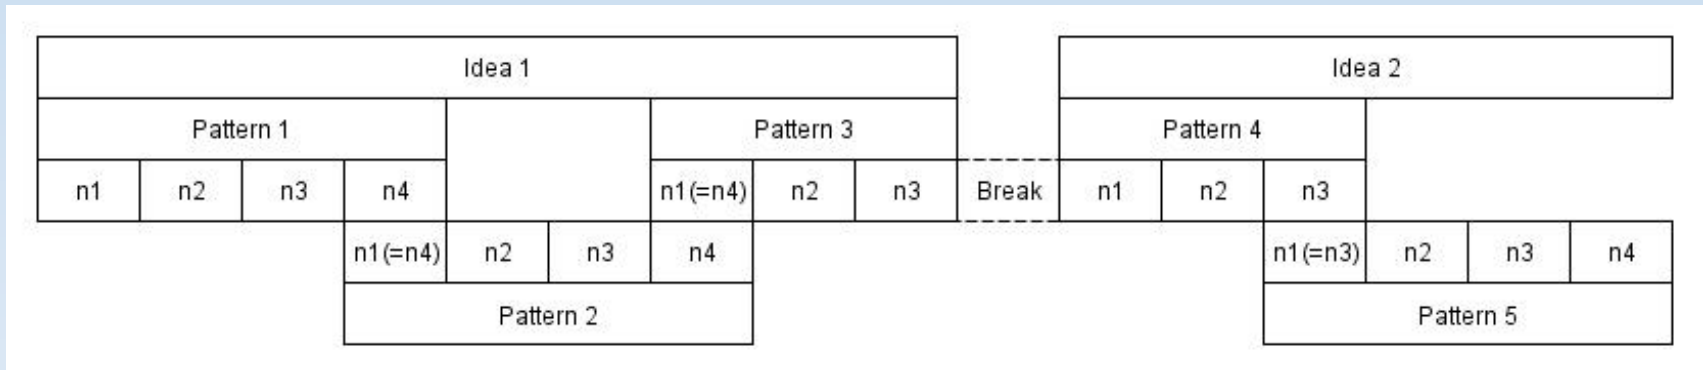 Idea 1 Idea 2
Pattern 1 Pattern 3 Pattern 4
n1 n2 n3 n4 n1(=n4) n2 n3 Break n1 n2 n3
n1(=n4) n2 n3 n4 n1(=n3) n2 n3 n4
Pattern 2 Pattern 5